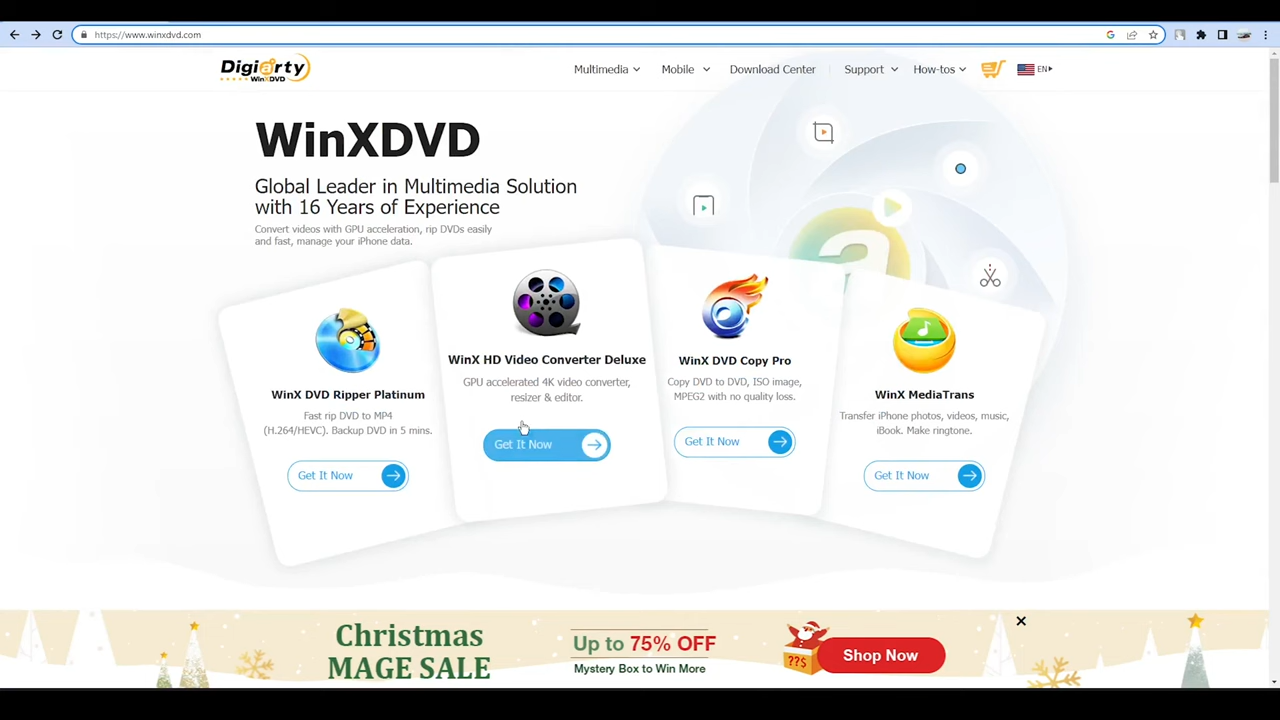 https://www.winxdvd.com
Digiarty
WinXDVD
Multimedia
Mobile
Download Center
Support
How-tos
EN
WinXDVD
Global Leader in Multimedia Solution
with 16 Years of Experience
Convert videos with GPU acceleration, rip DVDs easily
and fast, manage your iPhone data.
WinX DVD Ripper Platinum
Fast rip DVD to MP4
(H.264/HEVC). Backup DVD in 5 mins.
Get It Now
WinX HD Video Converter Deluxe
GPU accelerated 4K video converter,
resizer & editor.
Get It Now
WinX DVD Copy Pro
Copy DVD to DVD, ISO image,
MPEG2 with no quality loss.
Get It Now
WinX MediaTrans
Transfer iPhone photos, videos, music,
iBook. Make ringtone.
Get It Now
Christmas
MAGE SALE
Up to 75% OFF
Mystery Box to Win More
??$
Shop Now